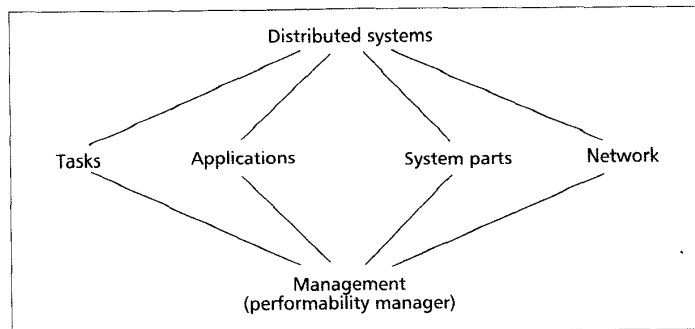 Distributed systems
Tasks
Applications
System parts
Network
Management
(performability manager)